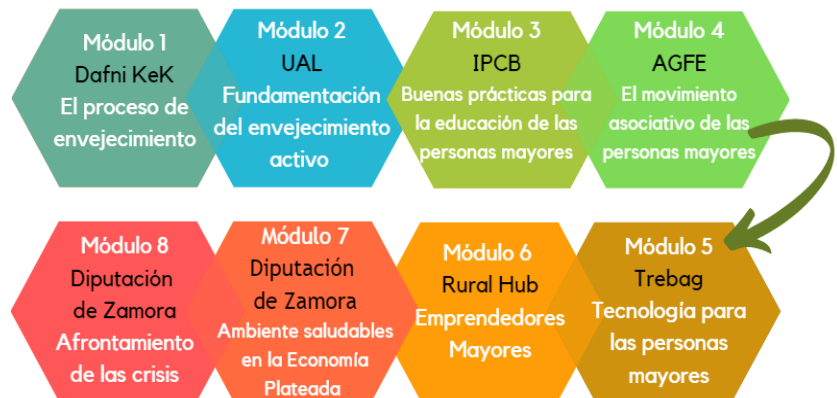 Módulo 1
Dafni KeK
El proceso de
envejecimiento
Módulo 2
UAL
Fundamentación
del envejecimiento
activo
Módulo 3
IPCB
Buenas prácticas para
la educación de las
personas mayores
Módulo 4
AGFE
El movimiento
asociativo de las
personas mayores
Módulo 5
Trebag
Tecnología para
las personas
mayores
Módulo 6
Rural Hub
Emprendedores
Mayores
Módulo 7
Diputación
de Zamora
Ambiente saludables
en la Economía
Plateada
Módulo 8
Diputación
de Zamora
Afrontamiento
de las crisis